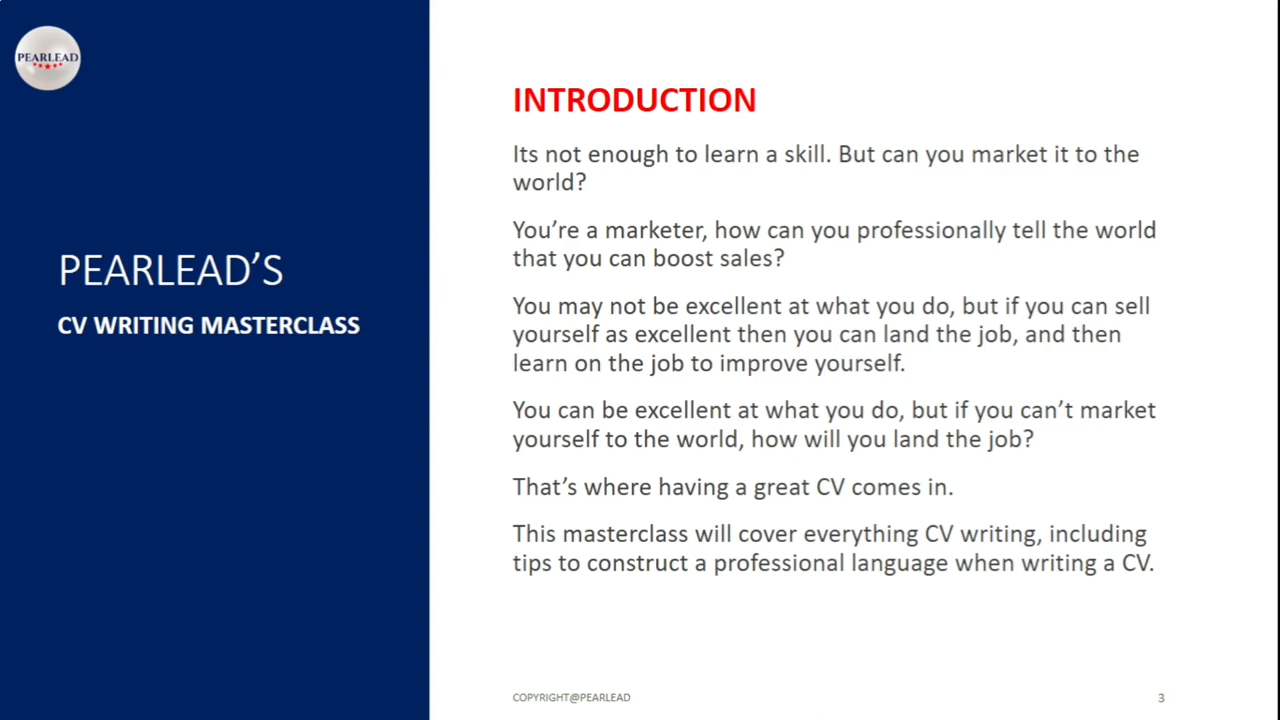 PEARLEAD
PEARLEAD'S
CV WRITING MASTERCLASS
INTRODUCTION
Its not enough to learn a skill. But can you market it to the
world?
You're a marketer, how can you professionally tell the world
that you can boost sales?
You may not be excellent at what you do, but if you can sell
yourself as excellent then you can land the job, and then
learn on the job to improve yourself.
You can be excellent at what you do, but if you can't market
yourself to the world, how will you land the job?
That's where having a great CV comes in.
This masterclass will cover everything CV writing, including
tips to construct a professional language when writing a CV.
COPYRIGHT@PEARLEAD
3